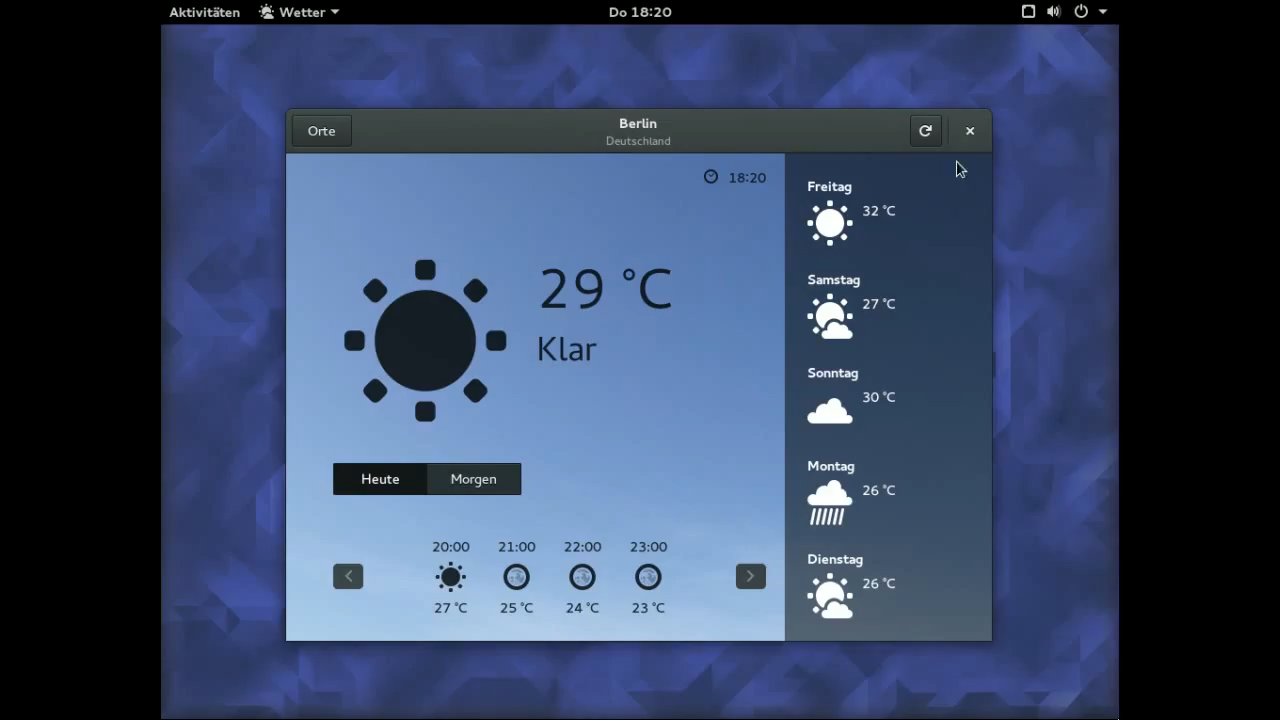 Aktivitäten Wetter Do 18:20
Orte
Berlin
Deutschland
18:20
29 °C
Klar
Heute Morgen
20:00 21:00 22:00 23:00
27 °C 25 °C 24 °C 23 °C
Freitag
32 °C
Samstag
27 °C
Sonntag
30 °C
Montag
26 °C
Dienstag
26 °C